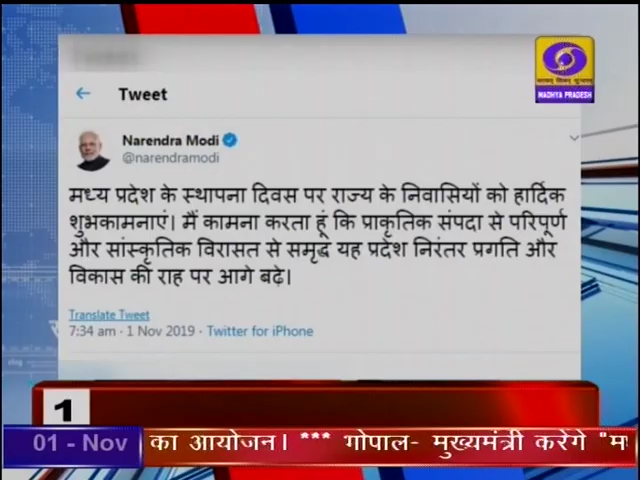 MADHYA PRADESH
Tweet
Narendra Modi
@narendramodi
मध्य प्रदेश के स्थापना दिवस पर राज्य के निवासियों को हार्दिक
शुभकामनाएं। मैं कामना करता हूं कि प्राकृतिक संपदा से परिपूर्ण
और सांस्कृतिक विरासत से समृद्ध यह प्रदेश निरंतर प्रगति और
विकास की राह पर आगे बढ़े।
Translate Tweet
7:34 am · 1 Nov 2019 · Twitter for iPhone
1
01 - Nov का आयोजन। *** गोपाल- मुख्यमंत्री करेंगे "मध